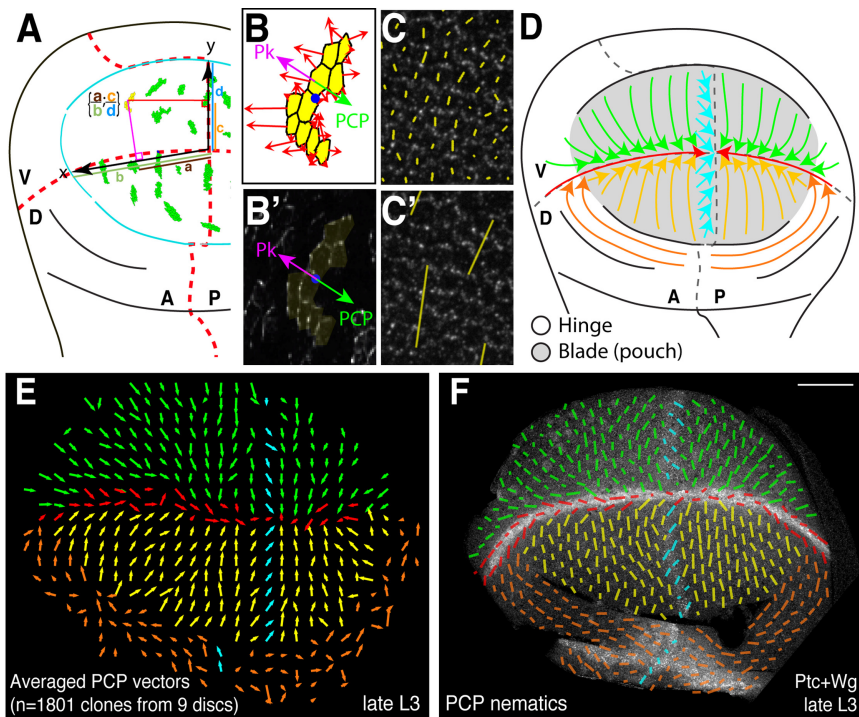 A
y
{a·c
b'd}
d
c
x
b
a
V
D
A
P
B
Pk
PCP
B'
Pk
PCP
C
C'
D
V
D
A
P
Hinge
Blade (pouch)
E
Averaged PCP vectors
(n=1801 clones from 9 discs)
late L3
F
PCP nematics
Ptc+Wg
late L3